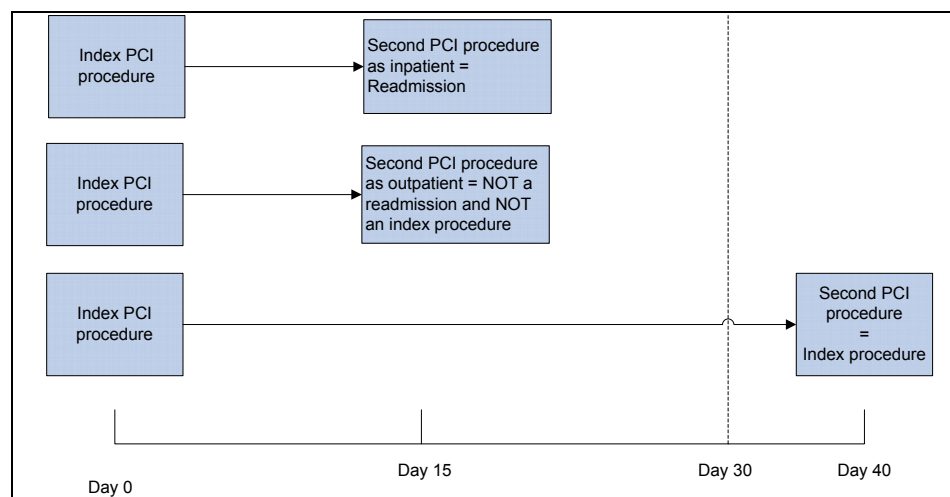 Index PCI
procedure
Second PCI procedure
as inpatient =
Readmission
Index PCI
procedure
Second PCI procedure
as outpatient = NOT a
readmission and NOT
an index procedure
Index PCI
procedure
Second PCI
procedure
=
Index procedure
Day 0
Day 15
Day 30
Day 40